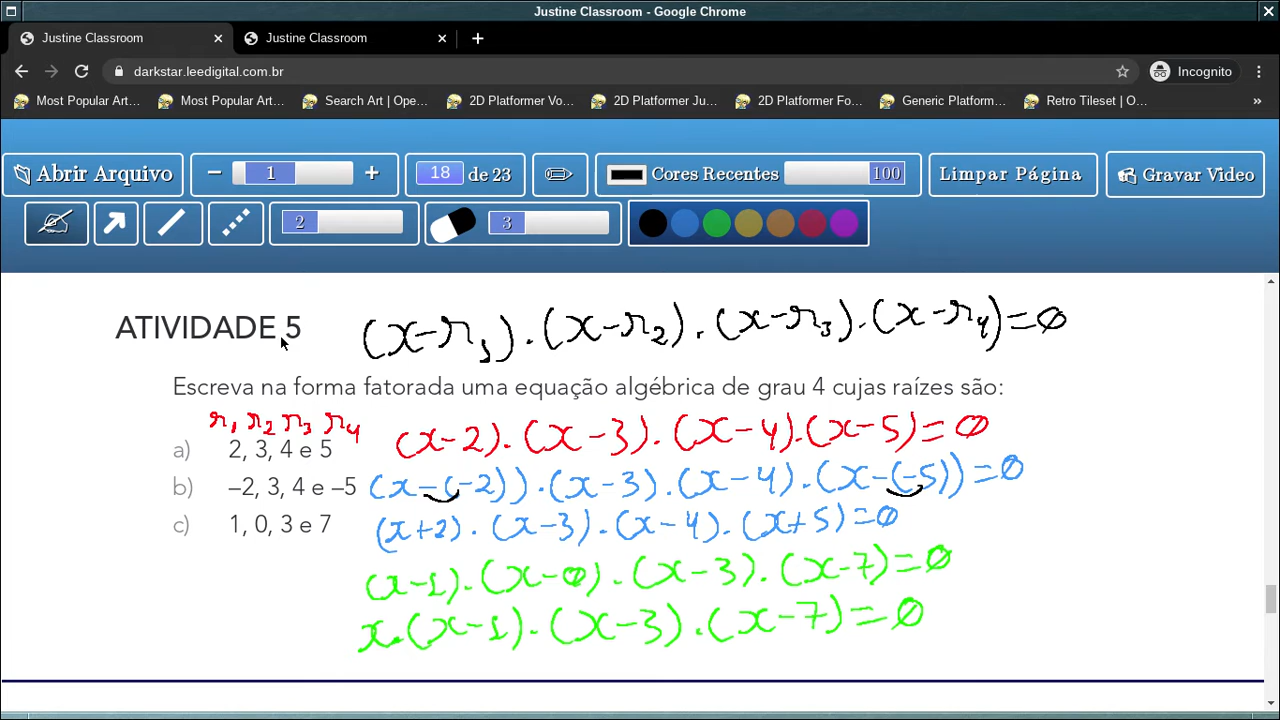 Justine Classroom - Google Chrome
Justine Classroom
Justine Classroom
darkstar.leedigital.com.br
Incognito
Most Popular Art...
Most Popular Art...
Search Art | Ope...
2D Platformer Vo...
2D Platformer Ju...
2D Platformer Fo...
Generic Platform...
Retro Tileset | O...
Abrir Arquivo
− 1 +
18 de 23
Cores Recentes 100
Limpar Página
Gravar Video
2
3
ATIVIDADE 5
(x-r₁).(x-r₂).(x-r₃).(x-r₄)=0
Escreva na forma fatorada uma equação algébrica de grau 4 cujas raízes são:
r₁ r₂ r₃ r₄
a) 2, 3, 4 e 5 (x-2).(x-3).(x-4).(x-5)=0
b) –2, 3, 4 e –5 (x-(-2)).(x-3).(x-4).(x-(-5))=0
c) 1, 0, 3 e 7 (x+2).(x-3).(x-4).(x+5)=0
(x-1).(x-0).(x-3).(x-7)=0
x.(x-1).(x-3).(x-7)=0